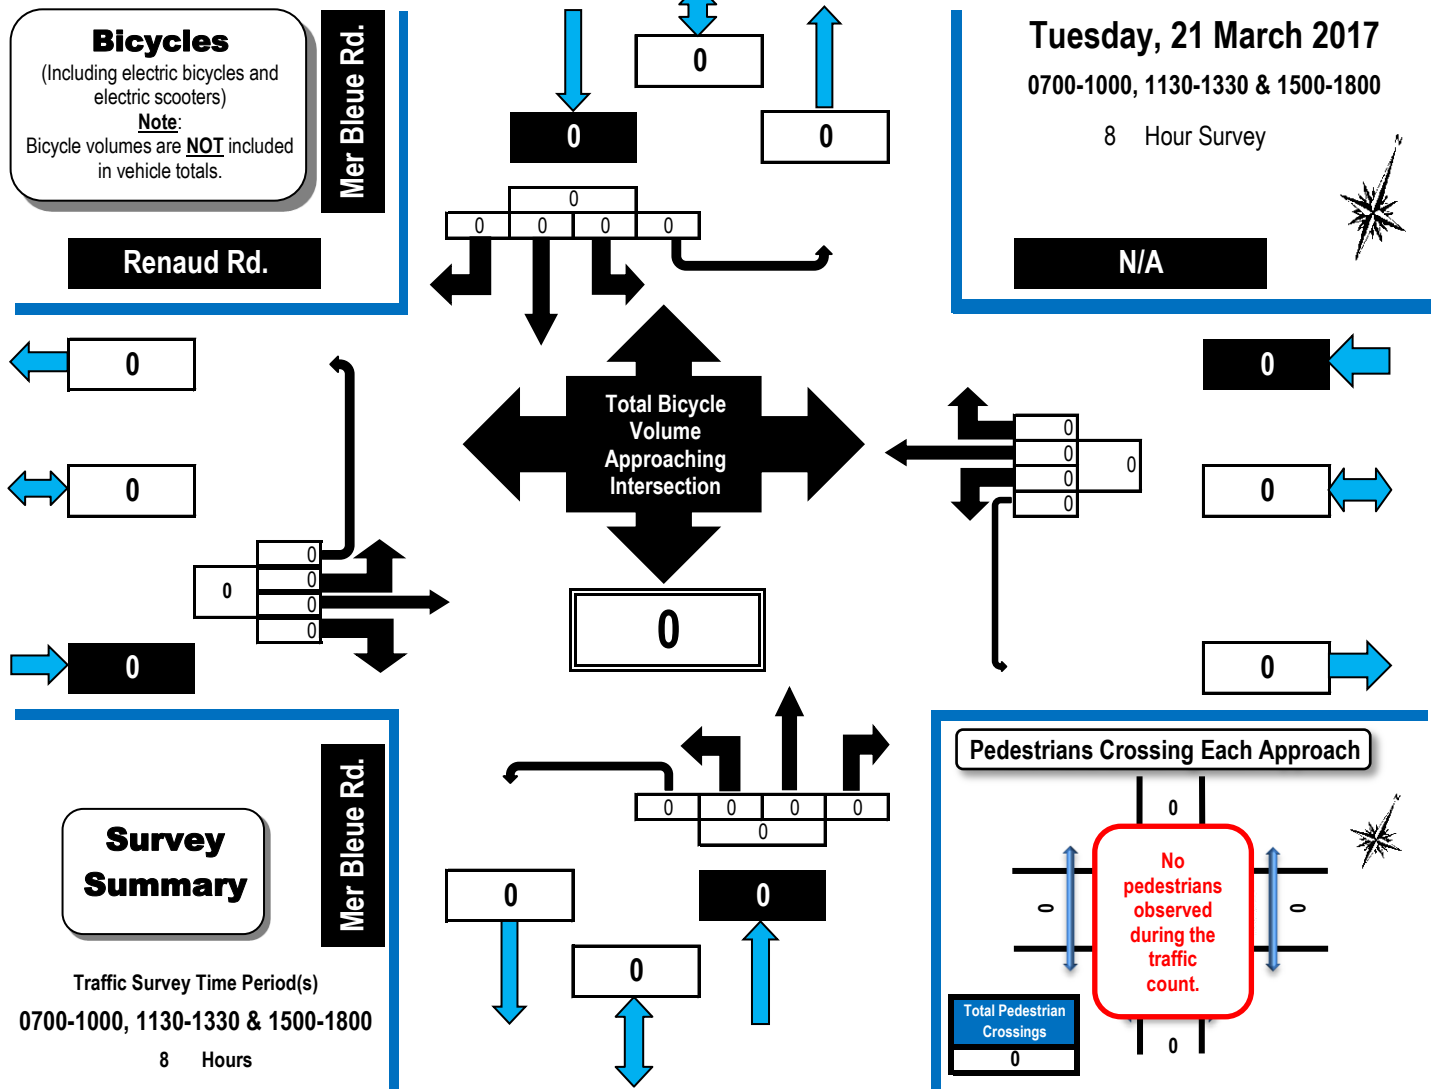 Bicycles
(Including electric bicycles and
electric scooters)
Note:
Bicycle volumes are NOT included
in vehicle totals.
Mer Bleue Rd.
Renaud Rd.
0
0
0
Tuesday, 21 March 2017
0700-1000, 1130-1330 & 1500-1800
8 Hour Survey
N
N/A
0
0 0 0 0
0
0
0
0
0
0
0
0
0
Total Bicycle
Volume
Approaching
Intersection
0
0
0
0
0
0
0
0
0
0
0
0
Survey
Summary
Mer Bleue Rd.
Traffic Survey Time Period(s)
0700-1000, 1130-1330 & 1500-1800
8 Hours
0 0 0 0
0
0
0
0
Pedestrians Crossing Each Approach
N
0
0
0
No
pedestrians
observed
during the
traffic
count.
0
Total Pedestrian
Crossings
0